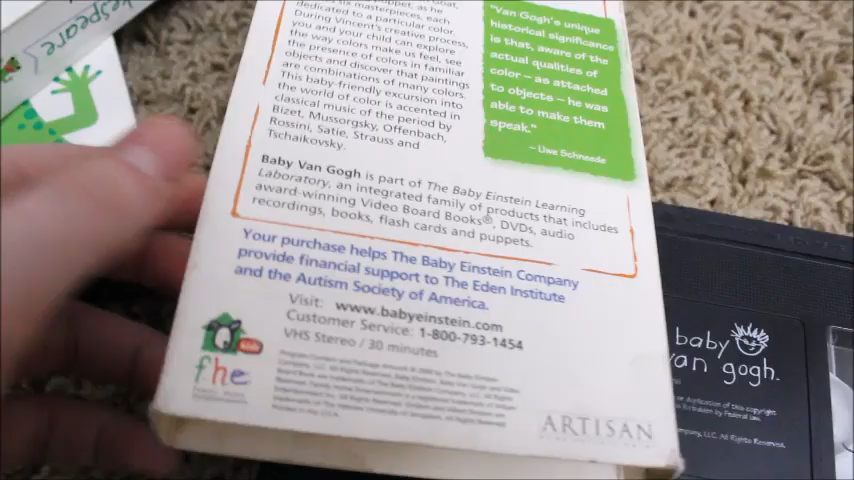 kespeare
dedicated to a particular color.
During Vincent's creative process,
you and your child can explore
the way colors make us feel, see
the presence of colors in familiar
objects and discover that paintings
are combinations of many colors.
This baby-friendly excursion into
the world of color is accented in
classical music of the period by
Bizet, Mussorgsky, Offenbach,
Rossini, Satie, Strauss and
Tschaikovsky.
"Van Gogh's unique
historical significance
is that, aware of the
actual qualities of
color – as attached
to objects – he was
able to make them
speak."
– Uwe Schneede
Baby Van Gogh is part of The Baby Einstein Learning
Laboratory, an integrated family of products that includes
award-winning Video Board Books®, DVDs, audio
recordings, books, flash cards and puppets.
Your purchase helps The Baby Einstein Company
provide financial support to The Eden Institute
and the Autism Society of America.
Visit: www.babyeinstein.com
Customer Service: 1-800-793-1454
VHS Stereo / 30 minutes
fhe
Printed in U.S.A.
ARTISAN
baby
van gogh.